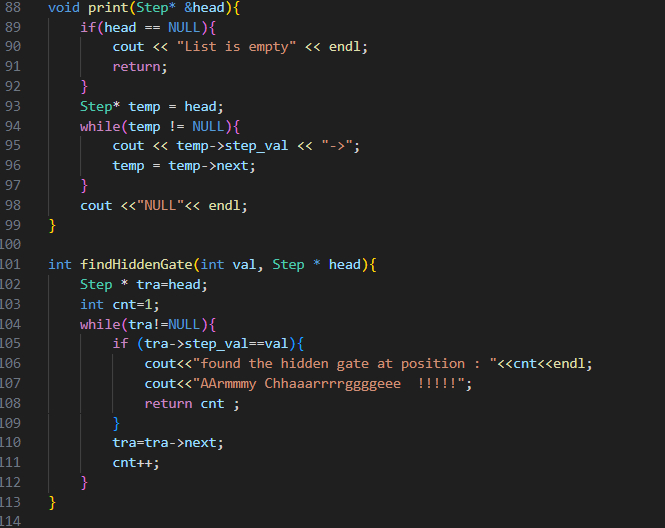 88 void print(Step* &head){
89     if(head == NULL){
90         cout << "List is empty" << endl;
91         return;
92     }
93     Step* temp = head;
94     while(temp != NULL){
95         cout << temp->step_val << "->";
96         temp = temp->next;
97     }
98     cout <<"NULL"<< endl;
99 }
100
101 int findHiddenGate(int val, Step * head){
102     Step * tra=head;
103     int cnt=1;
104     while(tra!=NULL){
105         if (tra->step_val==val){
106             cout<<"found the hidden gate at position : "<<cnt<<endl;
107             cout<<"AArmmmy Chhaaarrrrggggeee  !!!!!";
108             return cnt ;
109         }
110         tra=tra->next;
111         cnt++;
112     }
113 }
114